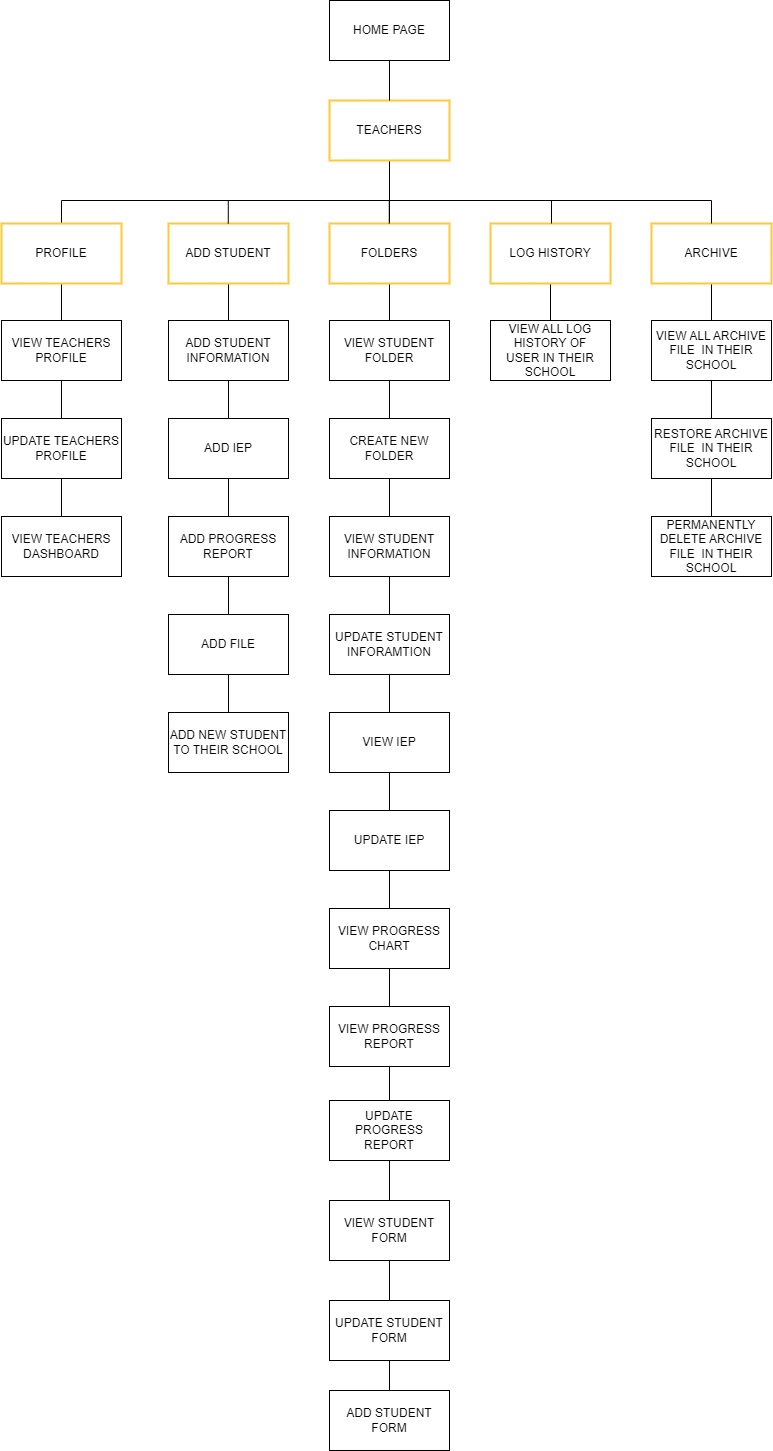 HOME PAGE
TEACHERS
PROFILE
ADD STUDENT
FOLDERS
LOG HISTORY
ARCHIVE
VIEW TEACHERS
PROFILE
UPDATE TEACHERS
PROFILE
VIEW TEACHERS
DASHBOARD
ADD STUDENT
INFORMATION
ADD IEP
ADD PROGRESS
REPORT
ADD FILE
ADD NEW STUDENT
TO THEIR SCHOOL
VIEW STUDENT
FOLDER
CREATE NEW
FOLDER
VIEW STUDENT
INFORMATION
UPDATE STUDENT
INFORAMTION
VIEW IEP
UPDATE IEP
VIEW PROGRESS
CHART
VIEW PROGRESS
REPORT
UPDATE
PROGRESS
REPORT
VIEW STUDENT
FORM
UPDATE STUDENT
FORM
ADD STUDENT
FORM
VIEW ALL LOG
HISTORY OF
USER IN THEIR
SCHOOL
VIEW ALL ARCHIVE
FILE IN THEIR
SCHOOL
RESTORE ARCHIVE
FILE IN THEIR
SCHOOL
PERMANENTLY
DELETE ARCHIVE
FILE IN THEIR
SCHOOL